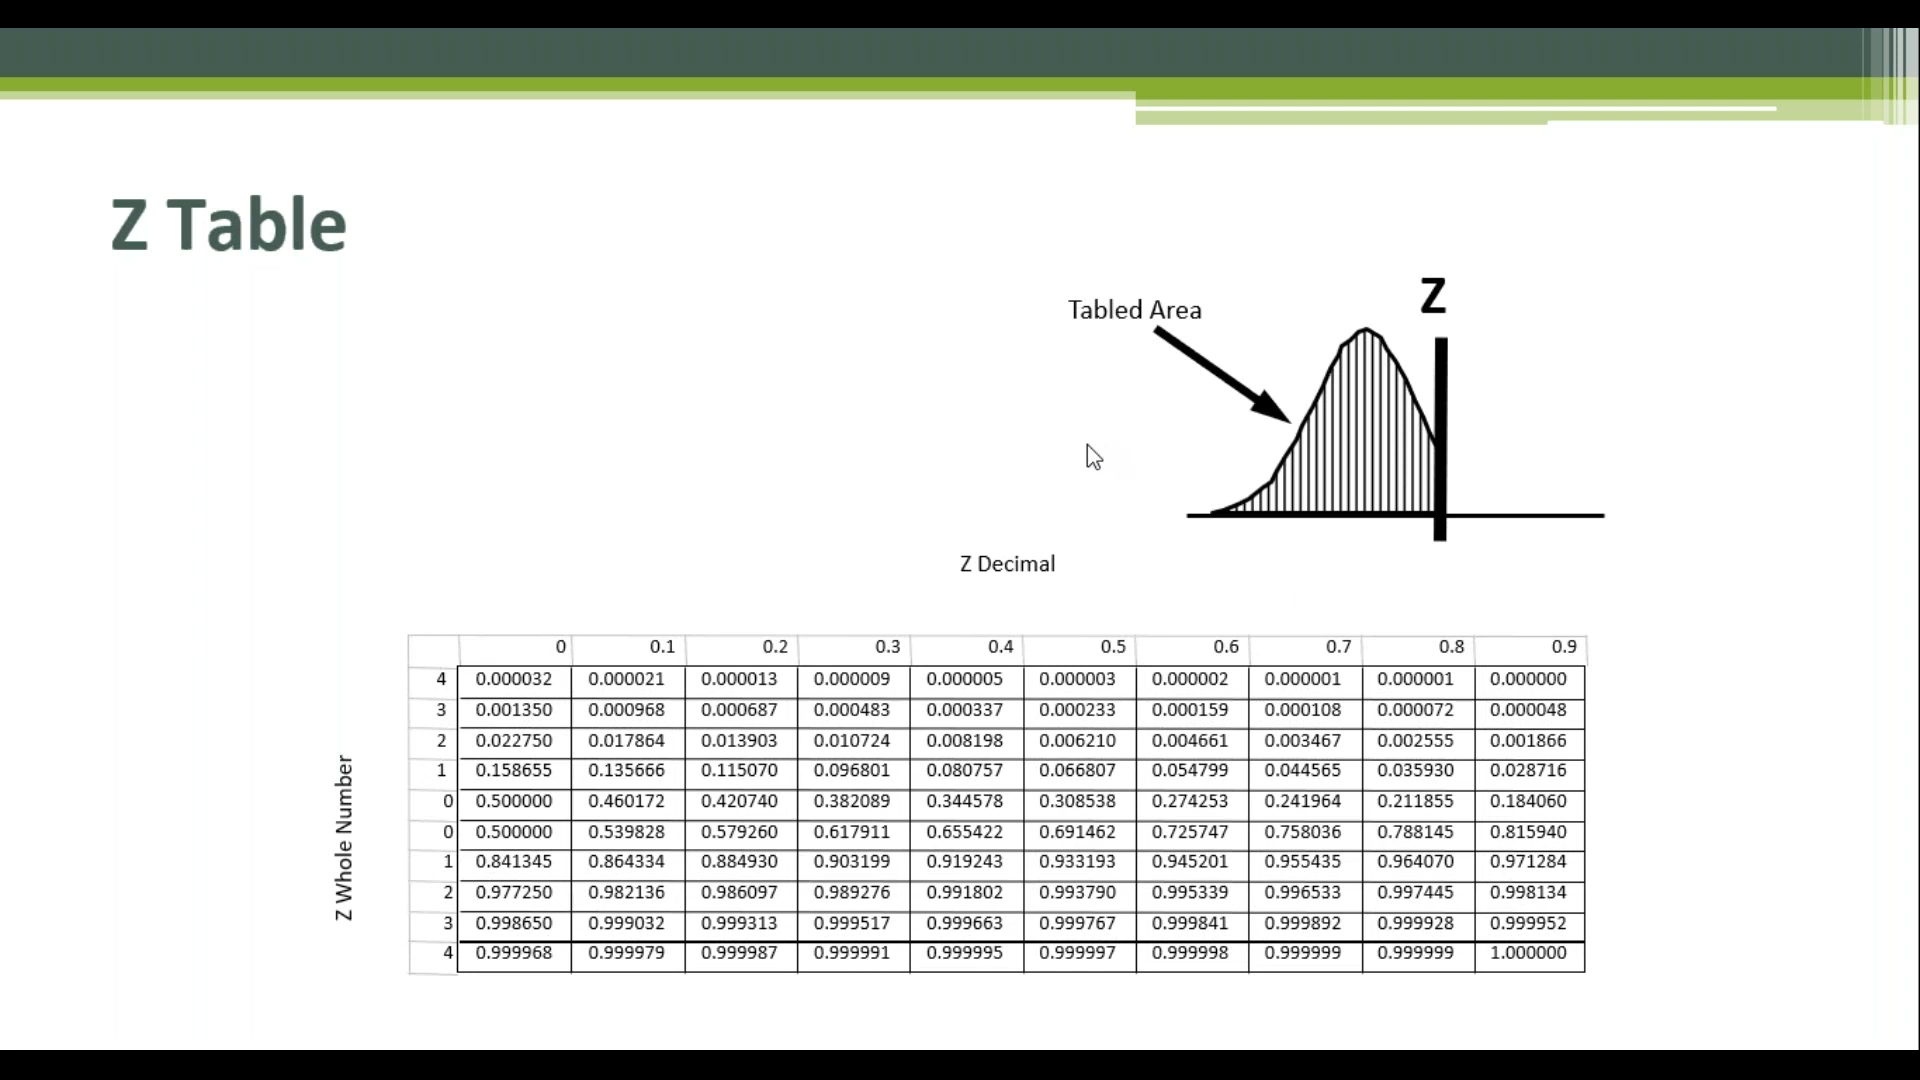 Z Table
Z
Tabled Area
Z Decimal
Z Whole Number
0 0.1 0.2 0.3 0.4 0.5 0.6 0.7 0.8 0.9
4 0.000032 0.000021 0.000013 0.000009 0.000005 0.000003 0.000002 0.000001 0.000001 0.000000
3 0.001350 0.000968 0.000687 0.000483 0.000337 0.000233 0.000159 0.000108 0.000072 0.000048
2 0.022750 0.017864 0.013903 0.010724 0.008198 0.006210 0.004661 0.003467 0.002555 0.001866
1 0.158655 0.135666 0.115070 0.096801 0.080757 0.066807 0.054799 0.044565 0.035930 0.028716
0 0.500000 0.460172 0.420740 0.382089 0.344578 0.308538 0.274253 0.241964 0.211855 0.184060
0 0.500000 0.539828 0.579260 0.617911 0.655422 0.691462 0.725747 0.758036 0.788145 0.815940
1 0.841345 0.864334 0.884930 0.903199 0.919243 0.933193 0.945201 0.955435 0.964070 0.971284
2 0.977250 0.982136 0.986097 0.989276 0.991802 0.993790 0.995339 0.996533 0.997445 0.998134
3 0.998650 0.999032 0.999313 0.999517 0.999663 0.999767 0.999841 0.999892 0.999928 0.999952
4 0.999968 0.999979 0.999987 0.999991 0.999995 0.999997 0.999998 0.999999 0.999999 1.000000